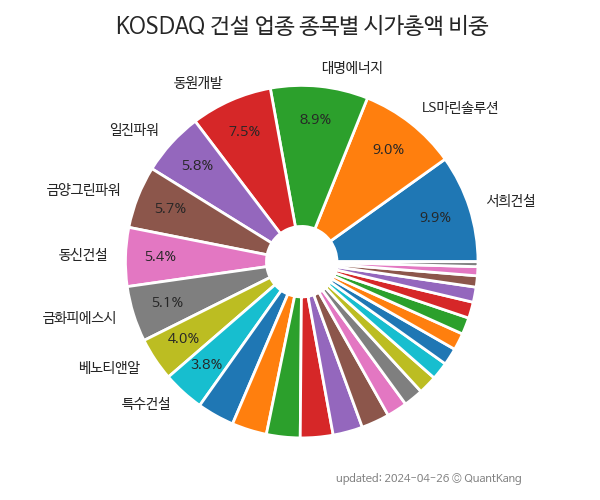 KOSDAQ 건설 업종 종목별 시가총액 비중
대명에너지
동원개발
LS마린솔루션
8.9%
7.5%
일진파워
9.0%
5.8%
금양그린파워
서희건설
5.7%
9.9%
동신건설
5.4%
5.1%
금화피에스시
4.0%
베노티앤알
3.8%
특수건설
updated: 2024-04-26 © QuantKang